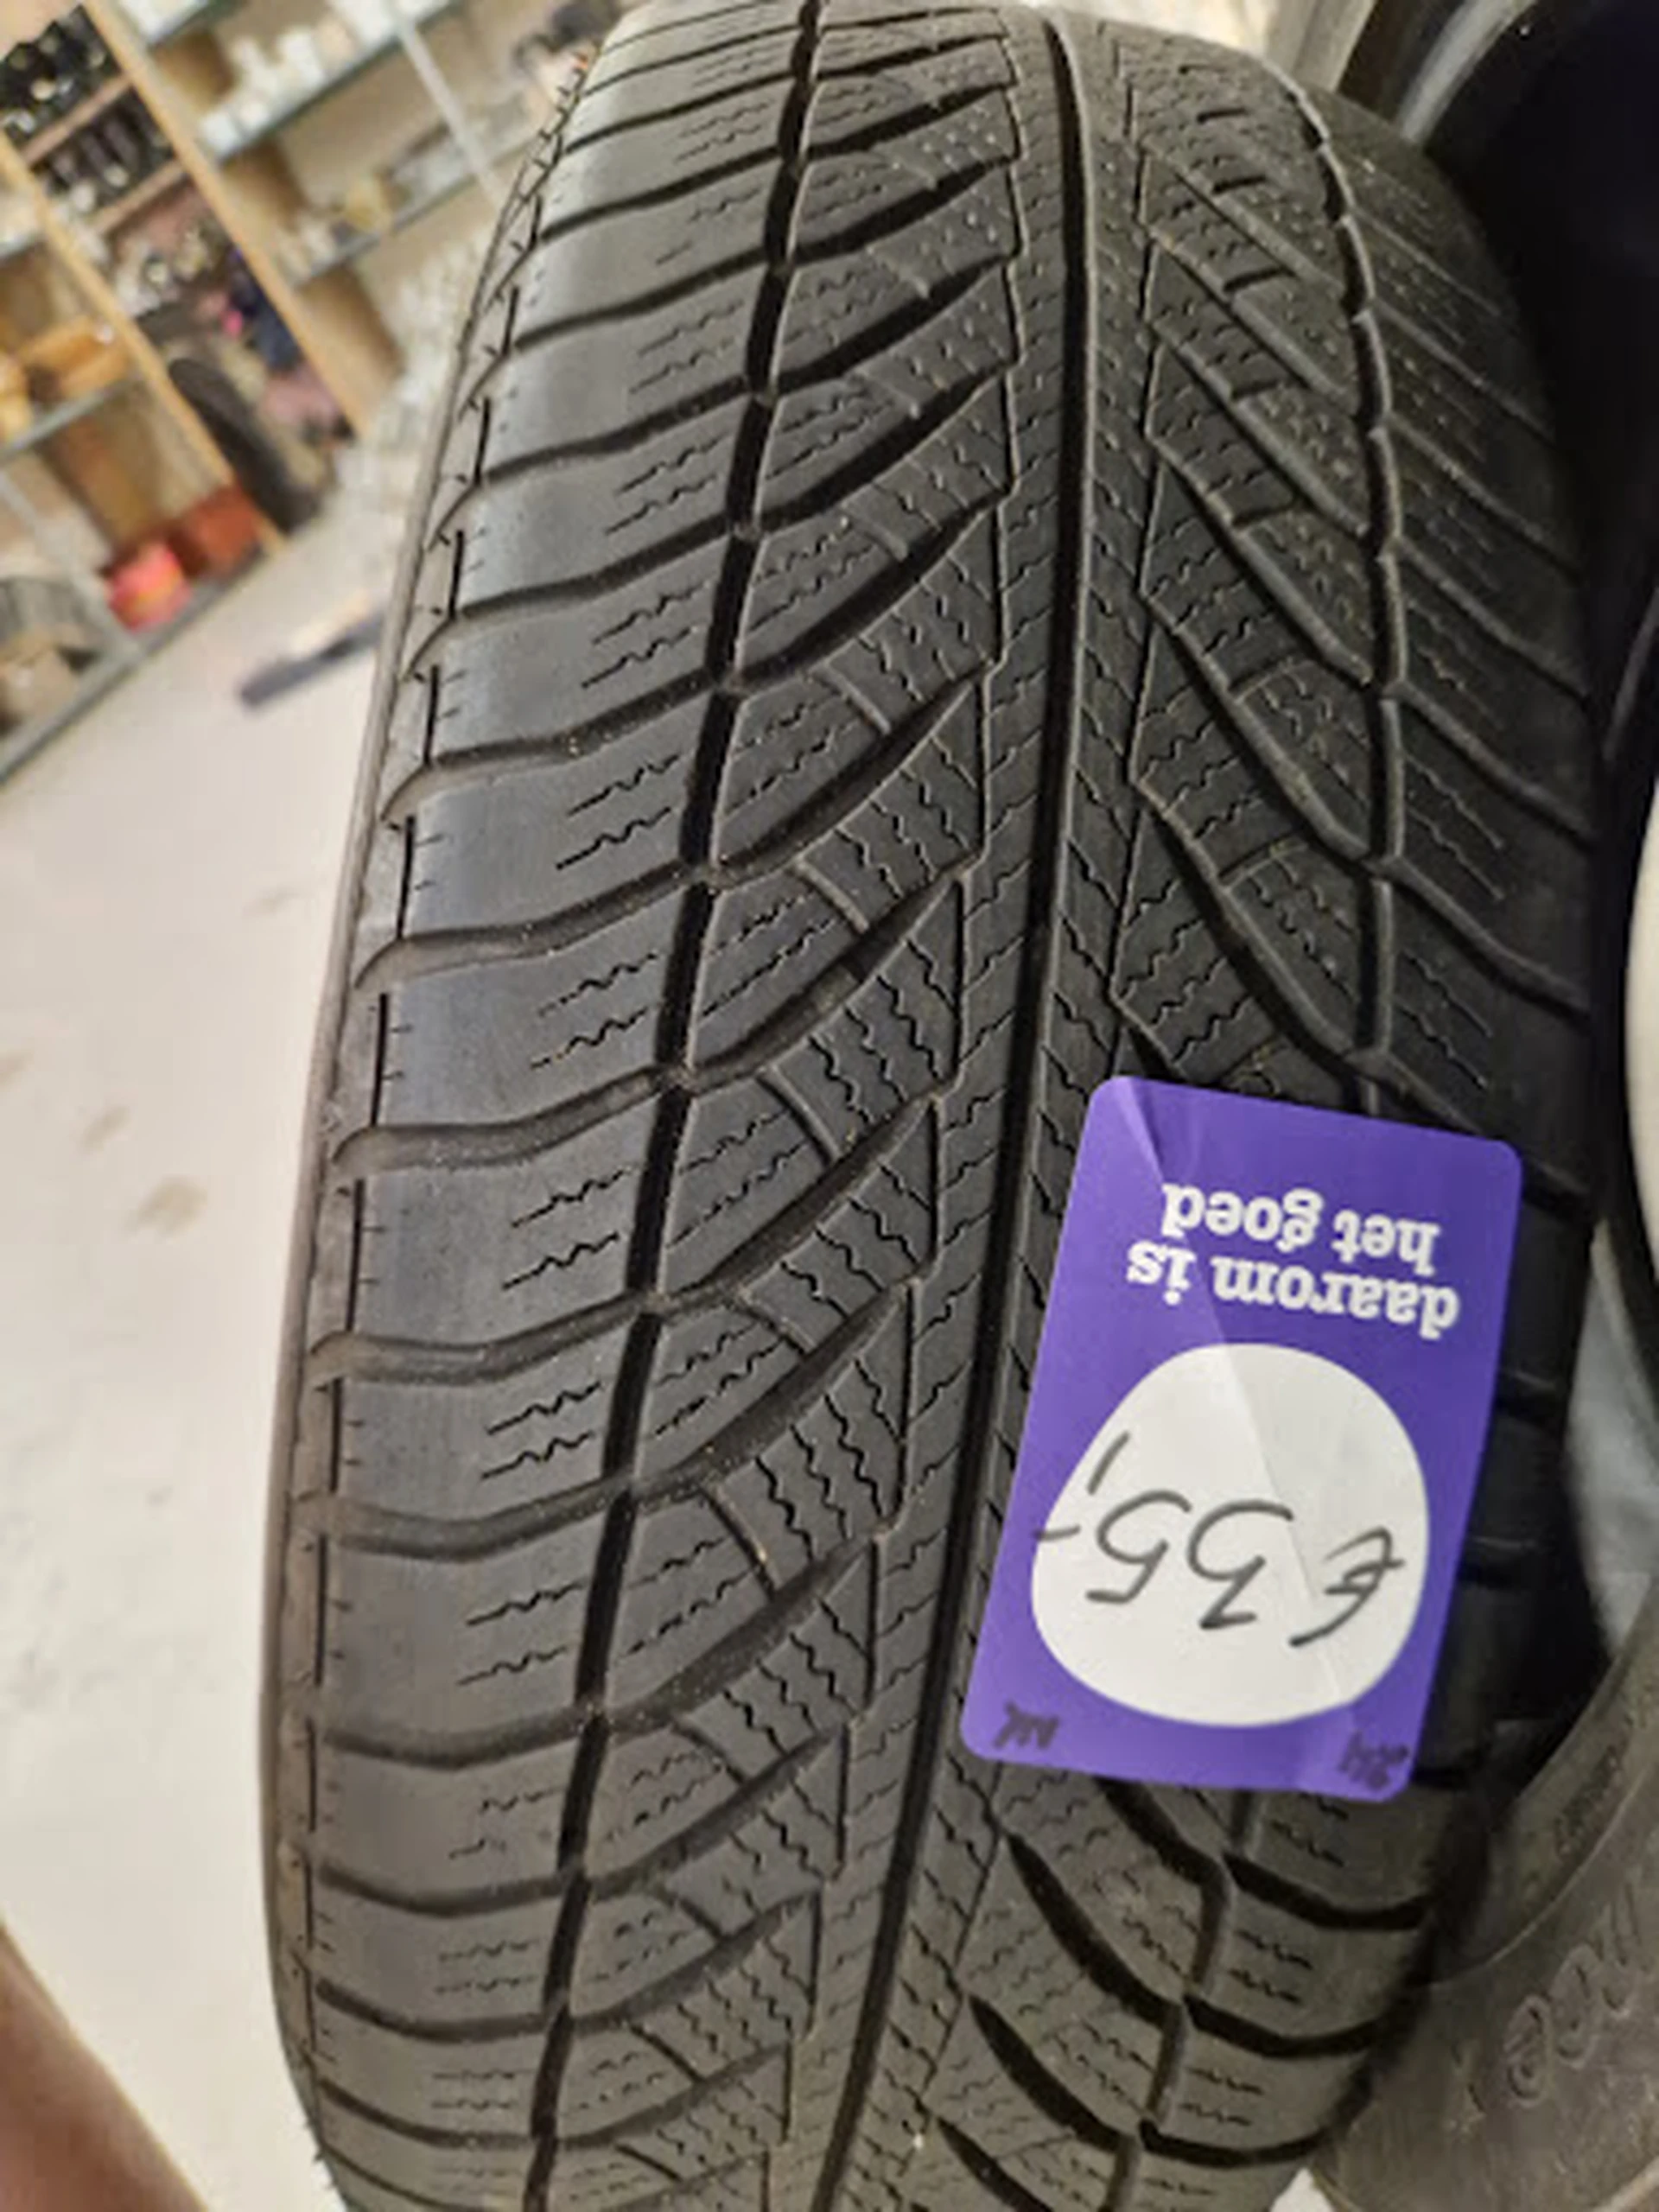 daarom is
het goed
€ 35,-